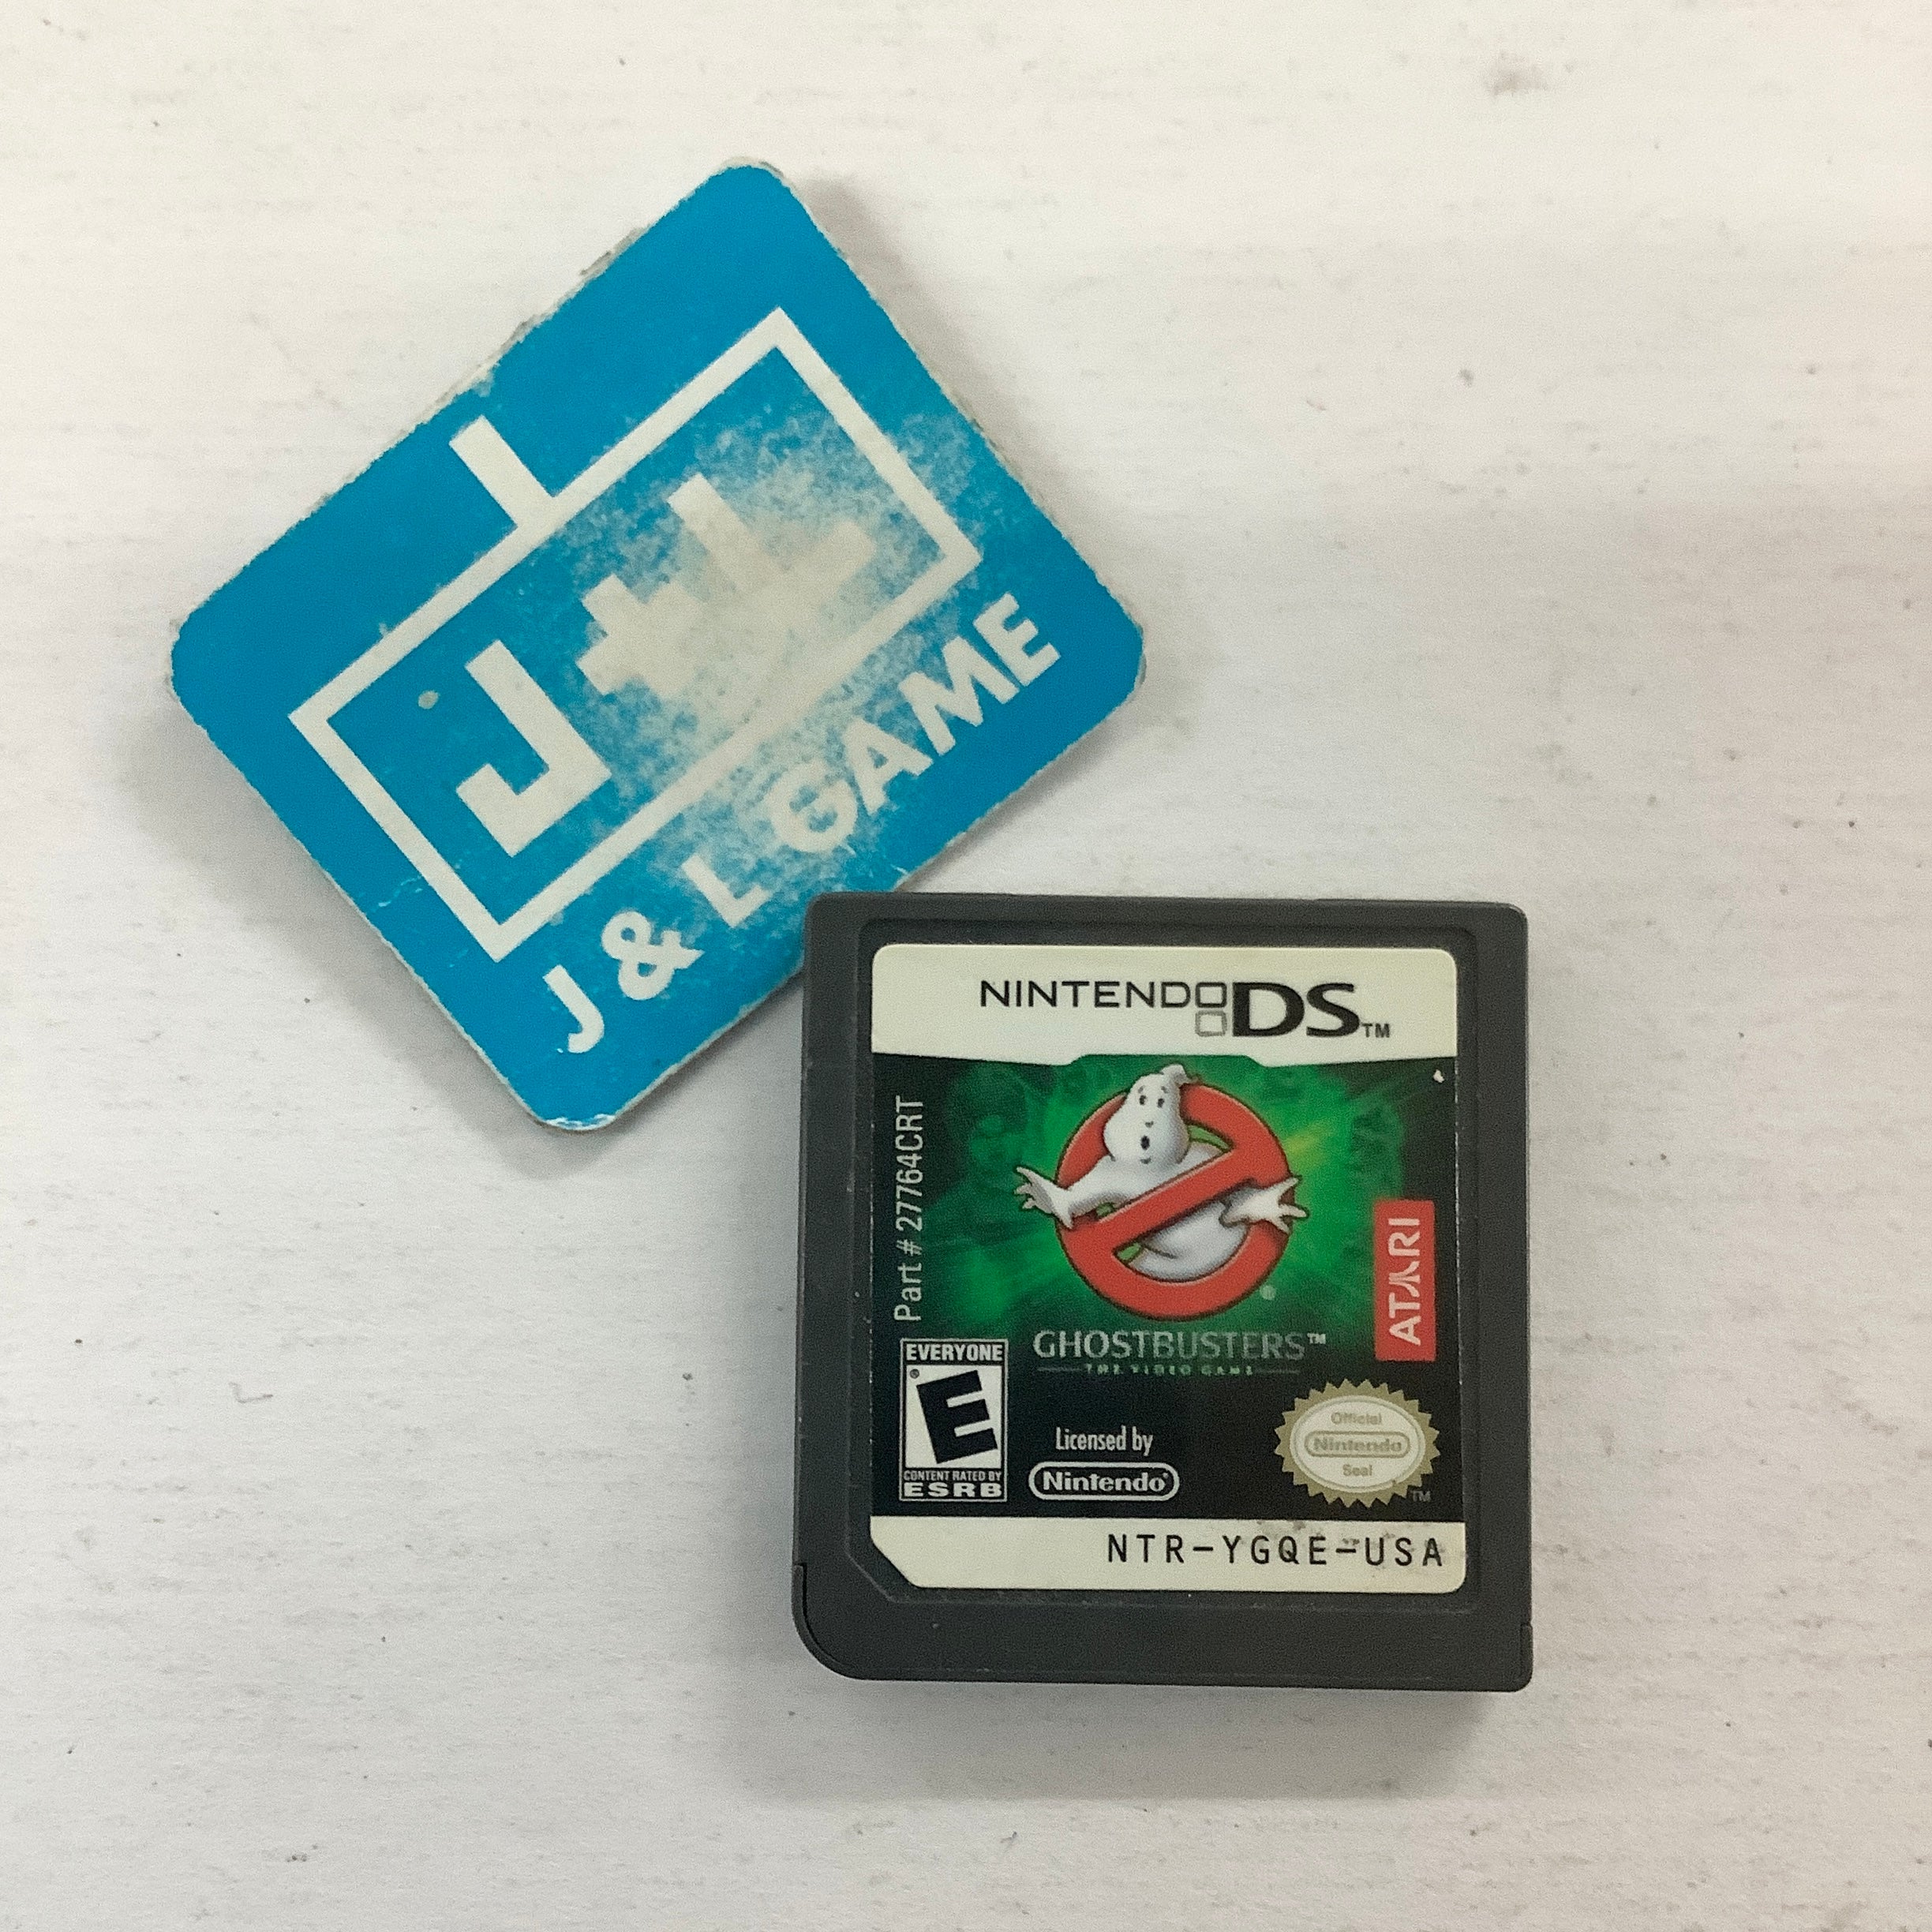 J+L
J & L GAME
NINTENDO DS™
Part # 27764CRT
ATARI
GHOSTBUSTERS™
THE VIDEO GAME
EVERYONE
E
CONTENT RATED BY
ESRB
Licensed by
Nintendo®
Official
Nintendo
Seal
TM
NTR-YGQE-USA